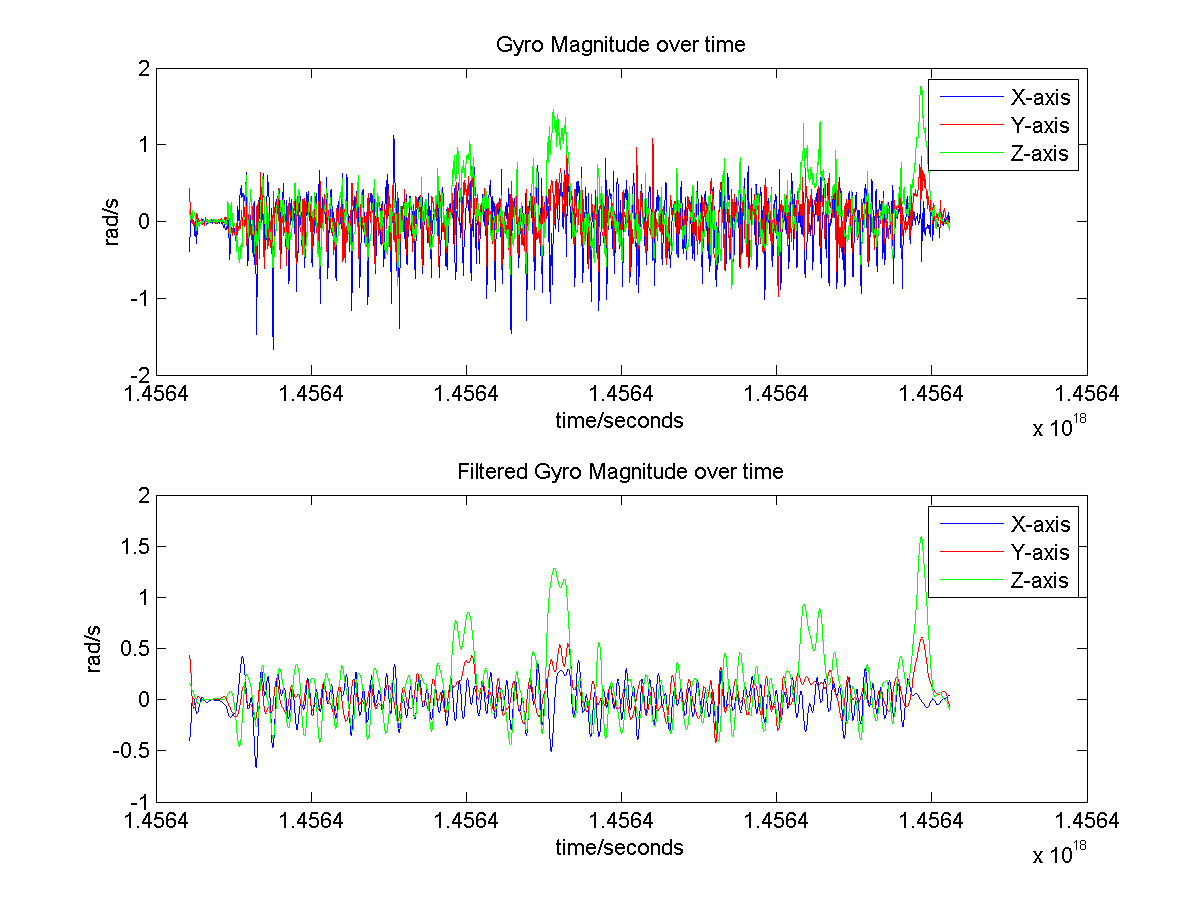 Gyro Magnitude over time
2
1
0
-1
-2
rad/s
X-axis
Y-axis
Z-axis
1.4564 1.4564 1.4564 1.4564 1.4564 1.4564 1.4564
time/seconds
x 10^18
Filtered Gyro Magnitude over time
2
1.5
1
0.5
0
-0.5
-1
rad/s
X-axis
Y-axis
Z-axis
1.4564 1.4564 1.4564 1.4564 1.4564 1.4564 1.4564
time/seconds
x 10^18